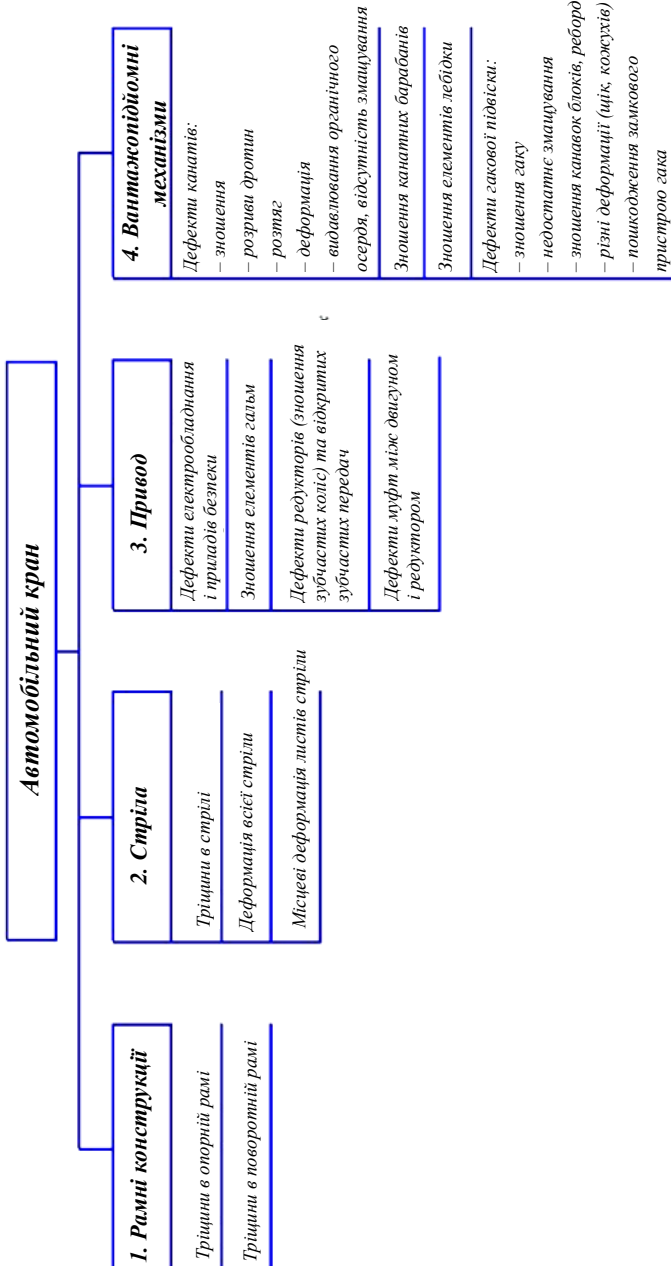 Автомобільний кран
1. Рамні конструкції
Тріщини в опорній рамі
Тріщини в поворотній рамі
2. Стріла
Тріщини в стрілі
Деформація всієї стріли
Місцеві деформація листів стріли
3. Привод
Дефекти електрообладнання
і приладів безпеки
Зношення елементів гальм
Дефекти редукторів (зношення
зубчастих коліс) та відкритих
зубчастих передач
Дефекти муфт між двигуном
і редуктором
4. Вантажопідйомні
механізми
Дефекти канатів:
– зношення
– розриви дротин
– розтяг
– деформація
– видавлювання органічного
осердя, відсутність змащування
Зношення канатних барабанів
Зношення елементів лебідки
Дефекти гакової підвіски:
– зношення гаку
– недостатнє змащування
– зношення канавок блоків, реборд
– різні деформації (щік, кожухів)
– пошкодження замкового
пристрою гака
с